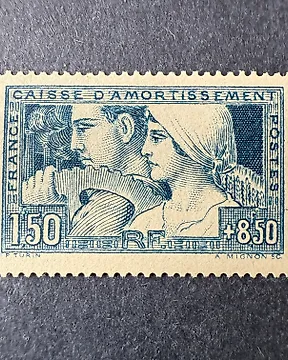 CAISSE D'AMORTISSEMENT
FRANCE
POSTES
1.50 RF +8.50
P. TURIN A. MIGNON SC.